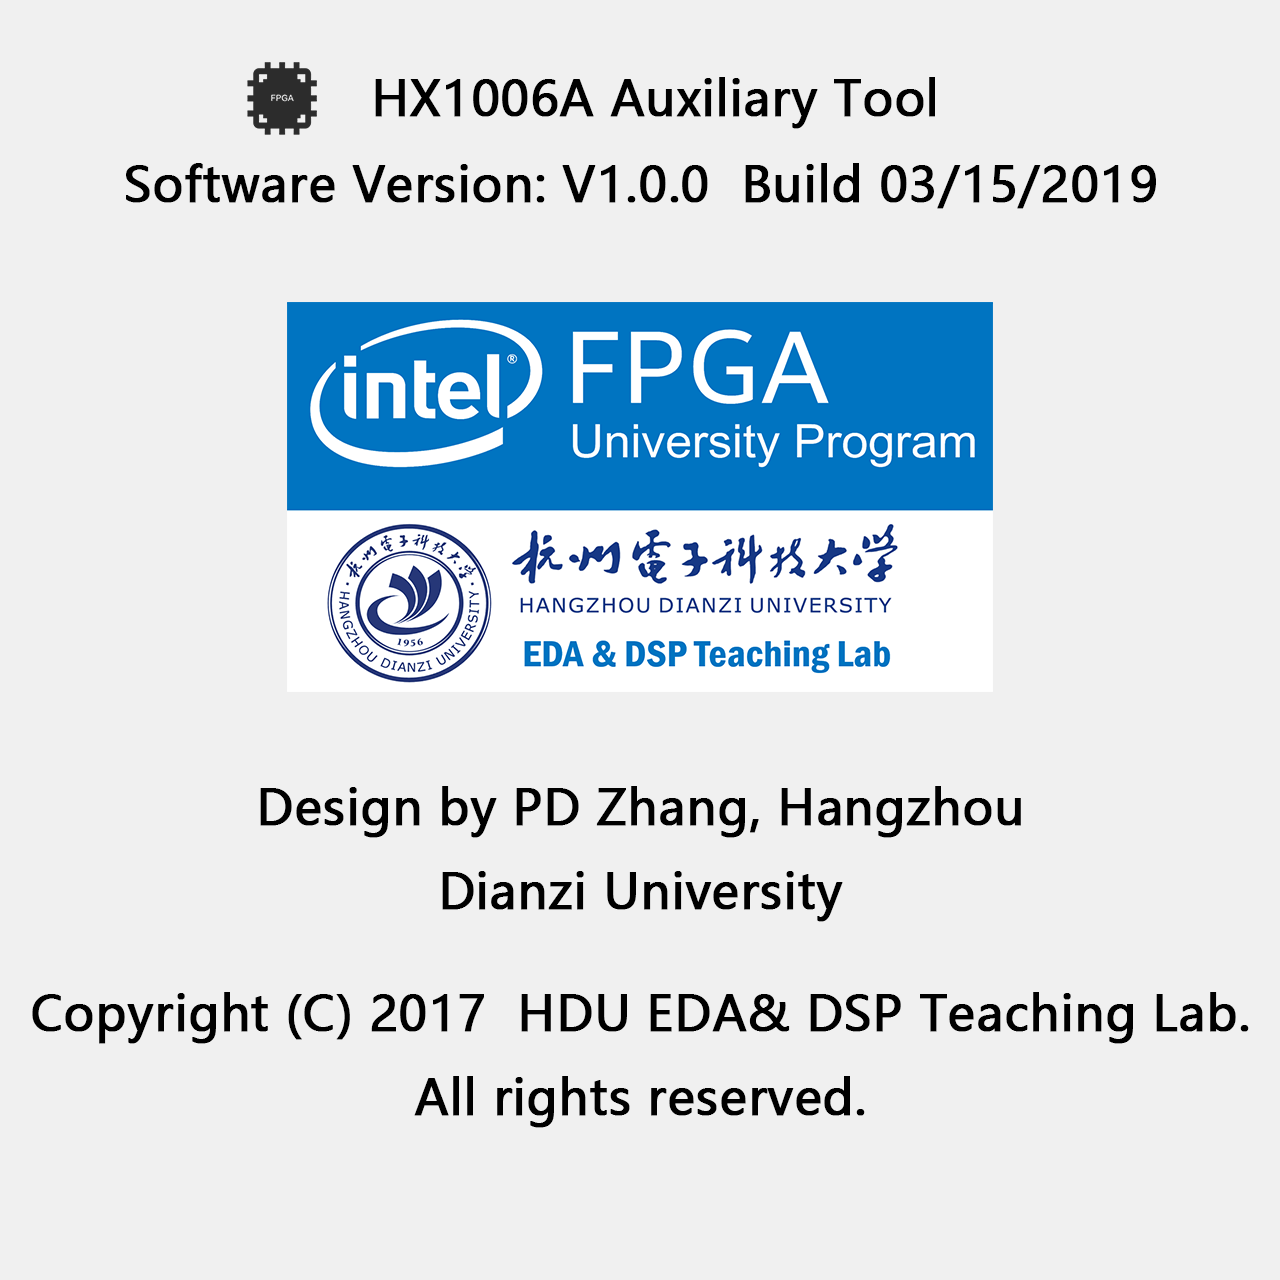 FPGA
HX1006A Auxiliary Tool
Software Version: V1.0.0  Build 03/15/2019
intel®
FPGA
University Program
杭州電子科技大学
HANGZHOU DIANZI UNIVERSITY
1956
杭州電子科技大学
HANGZHOU DIANZI UNIVERSITY
EDA & DSP Teaching Lab
Design by PD Zhang, Hangzhou
Dianzi University
Copyright (C) 2017  HDU EDA& DSP Teaching Lab.
All rights reserved.